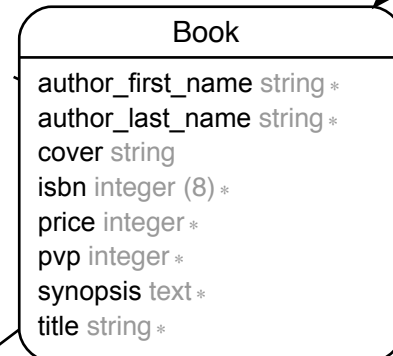 Book
author_first_name string *
author_last_name string *
cover string
isbn integer (8) *
price integer *
pvp integer *
synopsis text *
title string *